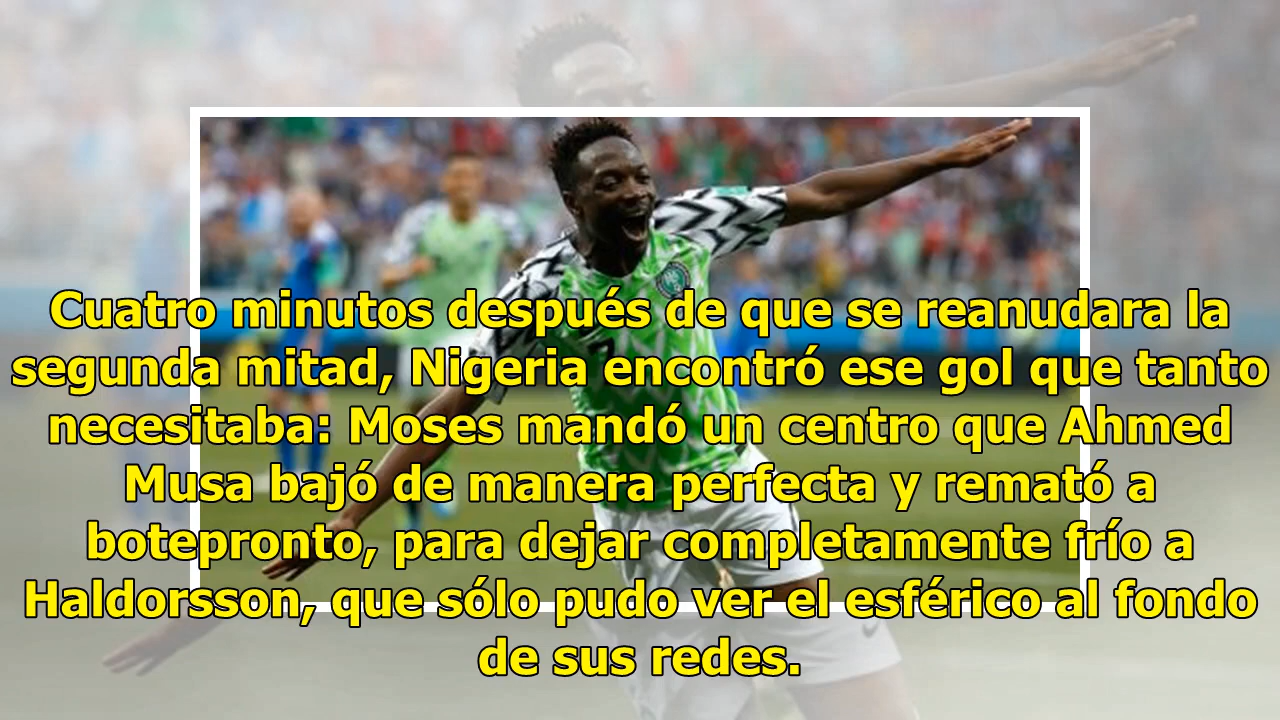 Cuatro minutos después de que se reanudara la
segunda mitad, Nigeria encontró ese gol que tanto
necesitaba: Moses mandó un centro que Ahmed
Musa bajó de manera perfecta y remató a
botepronto, para dejar completamente frío a
Haldorsson, que sólo pudo ver el esférico al fondo
de sus redes.